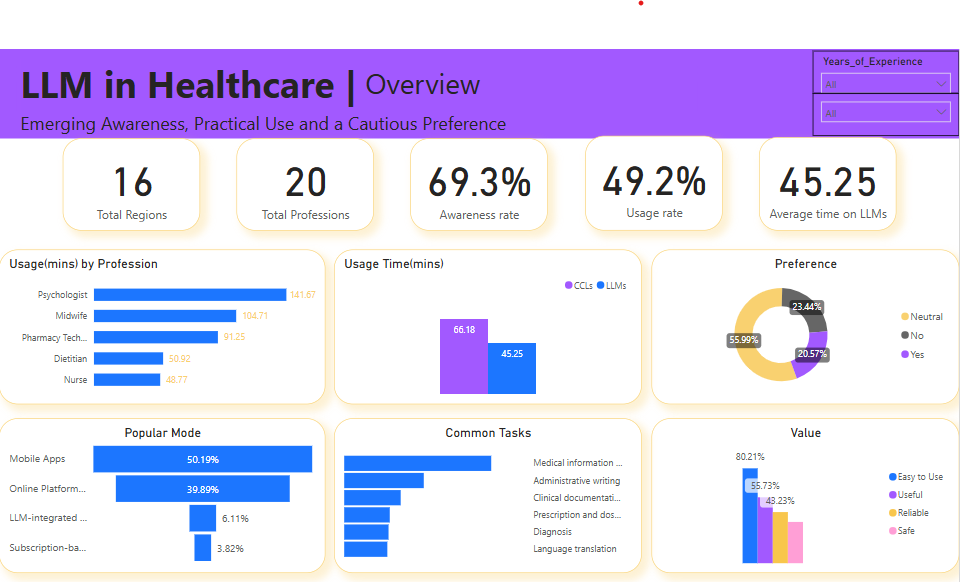 LLM in Healthcare | Overview
Emerging Awareness, Practical Use and a Cautious Preference
Years_of_Experience
All
All
16
Total Regions
20
Total Professions
69.3%
Awareness rate
49.2%
Usage rate
45.25
Average time on LLMs
Usage(mins) by Profession
Psychologist 141.67
Midwife 104.71
Pharmacy Tech... 91.25
Dietitian 50.92
Nurse 48.77
Usage Time(mins)
CCLs LLMs
66.18
45.25
Preference
23.44%
55.99%
20.57%
Neutral
No
Yes
Popular Mode
Mobile Apps 50.19%
Online Platform... 39.89%
LLM-integrated ... 6.11%
Subscription-ba... 3.82%
Common Tasks
Medical information ...
Administrative writing
Clinical documentati...
Prescription and dos...
Diagnosis
Language translation
Value
80.21%
55.73%
43.23%
Easy to Use
Useful
Reliable
Safe